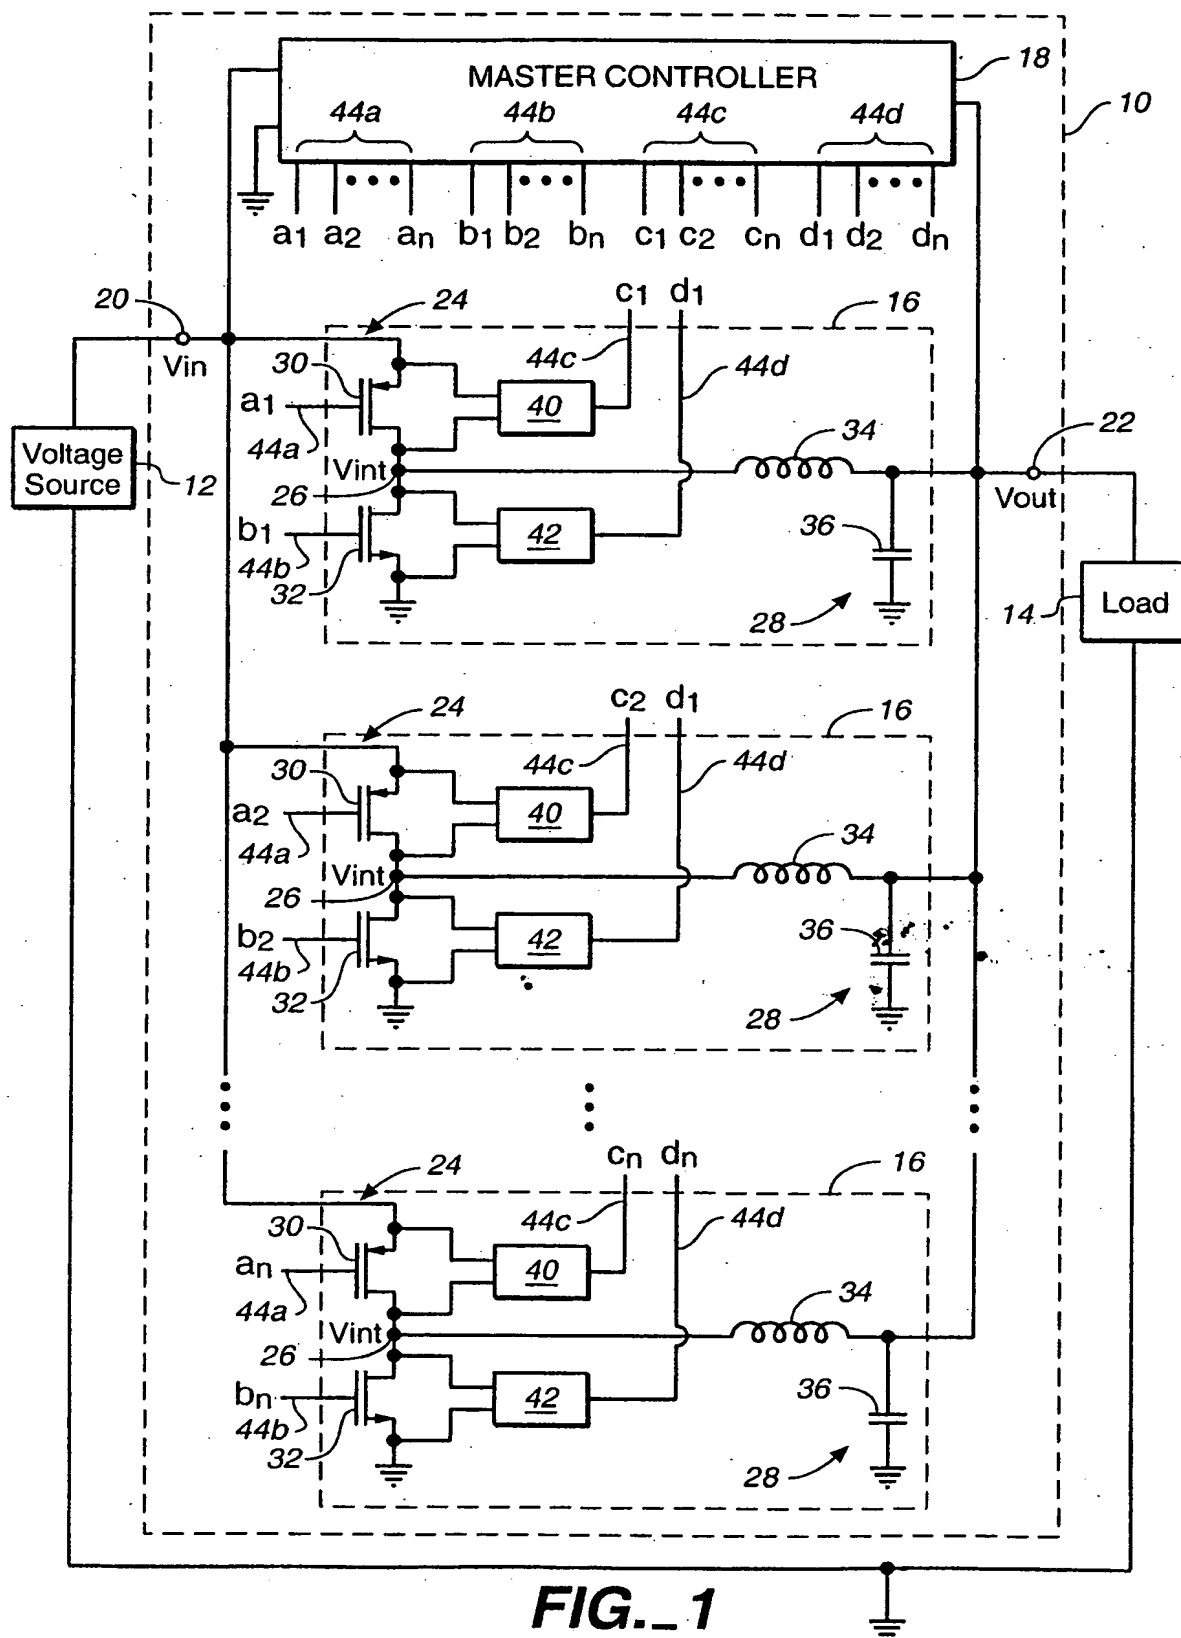 MASTER CONTROLLER
18
44a 44b 44c 44d
10
a1 a2 an b1 b2 bn c1 c2 cn d1 d2 dn
20
24
c1 d1
16
Vin
30
44c
44d
a1
40
44a
34
22
Voltage
Source
12
Vint
26
Vout
b1
42
36
44b
32
28
14
Load
24
c2 d1
16
30
44c
44d
a2
40
44a
34
Vint
26
b2
42
36
44b
32
28
24
cn dn
16
30
44c
44d
an
40
44a
34
Vint
26
bn
42
36
44b
32
28
FIG._1